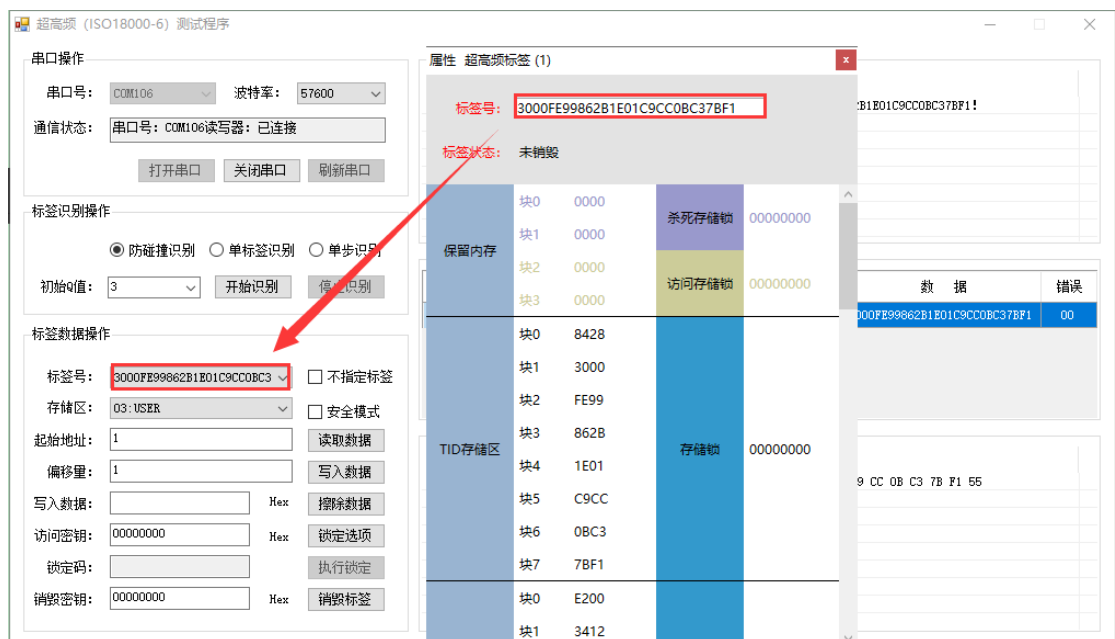 超高频（ISO18000-6）测试程序
串口操作
串口号： COM106 波特率： 57600
通信状态： 串口号：COM106读写器：已连接
打开串口 关闭串口 刷新串口
标签识别操作
防碰撞识别 单标签识别 单步识别
初始Q值： 3 开始识别 停止识别
标签数据操作
标签号： 3000FE99862B1E01C9CC0BC3 不指定标签
存储区： 03:USER 安全模式
起始地址： 1 读取数据
偏移量： 1 写入数据
写入数据： Hex 擦除数据
访问密钥： 00000000 Hex 锁定选项
锁定码： 执行锁定
销毁密钥： 00000000 Hex 销毁标签
属性 超高频标签 (1) x
标签号： 3000FE99862B1E01C9CC0BC37BF1
标签状态： 未销毁
保留内存
块0 0000
块1 0000
杀死存储锁 00000000
块2 0000
块3 0000
访问存储锁 00000000
TID存储区
块0 8428
块1 3000
块2 FE99
块3 862B
块4 1E01
块5 C9CC
块6 0BC3
块7 7BF1
存储锁 00000000
块0 E200
块1 3412
2B1E01C9CC0BC37BF1!
数 据 错误
000FE99862B1E01C9CC0BC37BF1 00
9 CC 0B C3 7B F1 55